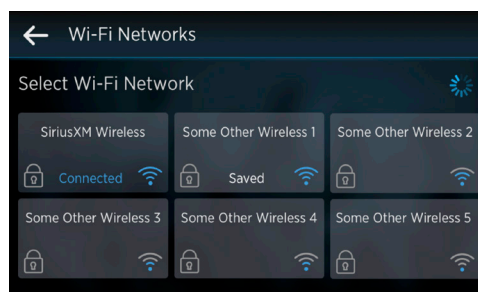 Wi-Fi Networks
Select Wi-Fi Network
SiriusXM Wireless
Connected
Some Other Wireless 1
Saved
Some Other Wireless 2
Some Other Wireless 3
Some Other Wireless 4
Some Other Wireless 5